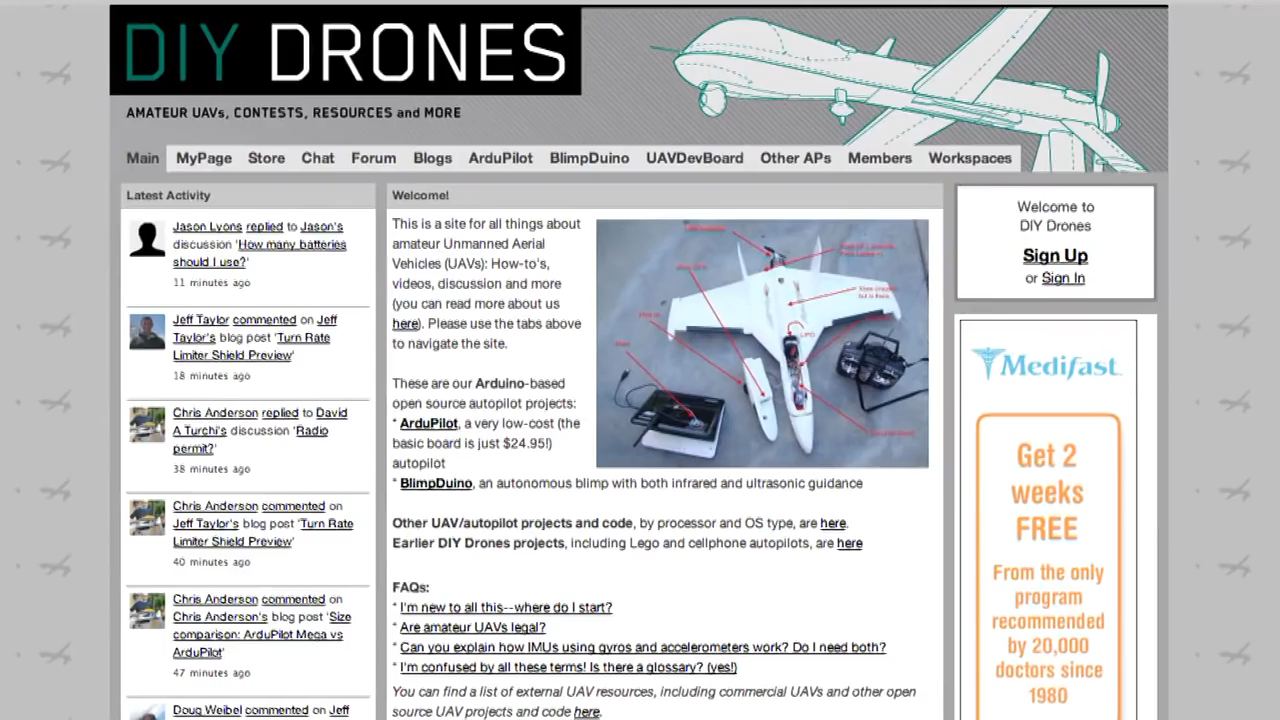 DIY DRONES
AMATEUR UAVs, CONTESTS, RESOURCES and MORE
Main MyPage Store Chat Forum Blogs ArduPilot BlimpDuino UAVDevBoard Other APs Members Workspaces
Latest Activity
Jason Lyons replied to Jason's
discussion 'How many batteries
should I use?'
11 minutes ago
Jeff Taylor commented on Jeff
Taylor's blog post 'Turn Rate
Limiter Shield Preview'
18 minutes ago
Chris Anderson replied to David
A Turchi's discussion 'Radio
permit?'
38 minutes ago
Chris Anderson commented on
Jeff Taylor's blog post 'Turn Rate
Limiter Shield Preview'
40 minutes ago
Chris Anderson commented on
Chris Anderson's blog post 'Size
comparison: ArduPilot Mega vs
ArduPilot'
47 minutes ago
Doug Weibel commented on Jeff
Welcome!
This is a site for all things about
amateur Unmanned Aerial
Vehicles (UAVs): How-to's,
videos, discussion and more
(you can read more about us
here). Please use the tabs above
to navigate the site.
These are our Arduino-based
open source autopilot projects:
* ArduPilot, a very low-cost (the
basic board is just $24.95!)
autopilot
* BlimpDuino, an autonomous blimp with both infrared and ultrasonic guidance
Other UAV/autopilot projects and code, by processor and OS type, are here.
Earlier DIY Drones projects, including Lego and cellphone autopilots, are here
FAQs:
* I'm new to all this--where do I start?
* Are amateur UAVs legal?
* Can you explain how IMUs using gyros and accelerometers work? Do I need both?
* I'm confused by all these terms! Is there a glossary? (yes!)
You can find a list of external UAV resources, including commercial UAVs and other open
source UAV projects and code here.
Welcome to
DIY Drones
Sign Up
or Sign In
Medifast
Get 2
weeks
FREE
From the only
program
recommended
by 20,000
doctors since
1980